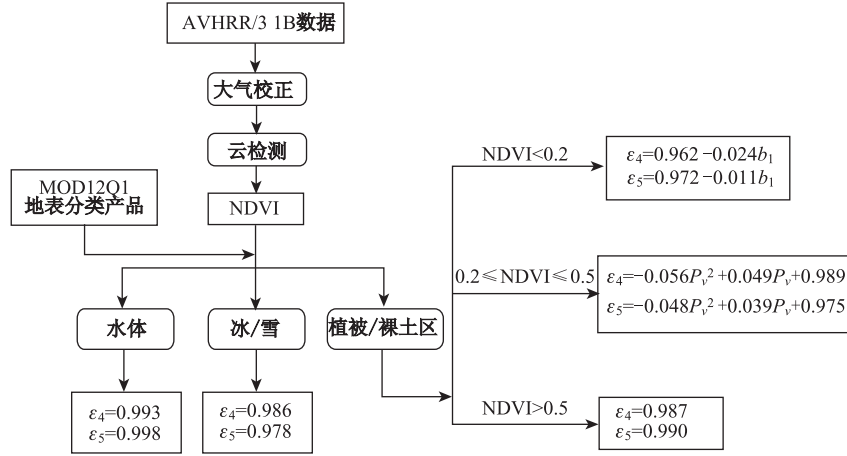 AVHRR/3 1B数据
大气校正
云检测
MOD12Q1
地表分类产品
NDVI
水体
冰/雪
植被/裸土区
ε4=0.993
ε5=0.998
ε4=0.986
ε5=0.978
NDVI<0.2
ε4=0.962−0.024b1
ε5=0.972−0.011b1
0.2≤NDVI≤0.5
ε4=−0.056Pv²+0.049Pv+0.989
ε5=−0.048Pv²+0.039Pv+0.975
NDVI>0.5
ε4=0.987
ε5=0.990